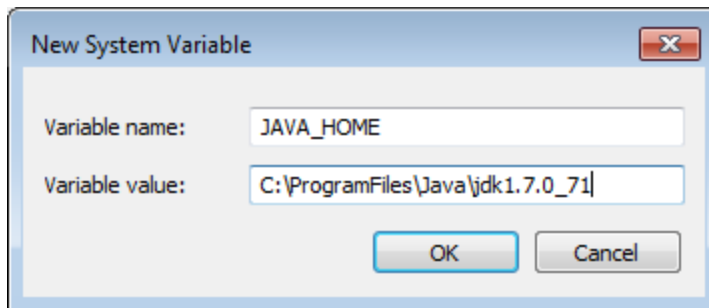 New System Variable
Variable name: JAVA_HOME
Variable value: C:\ProgramFiles\Java\jdk1.7.0_71
OK Cancel